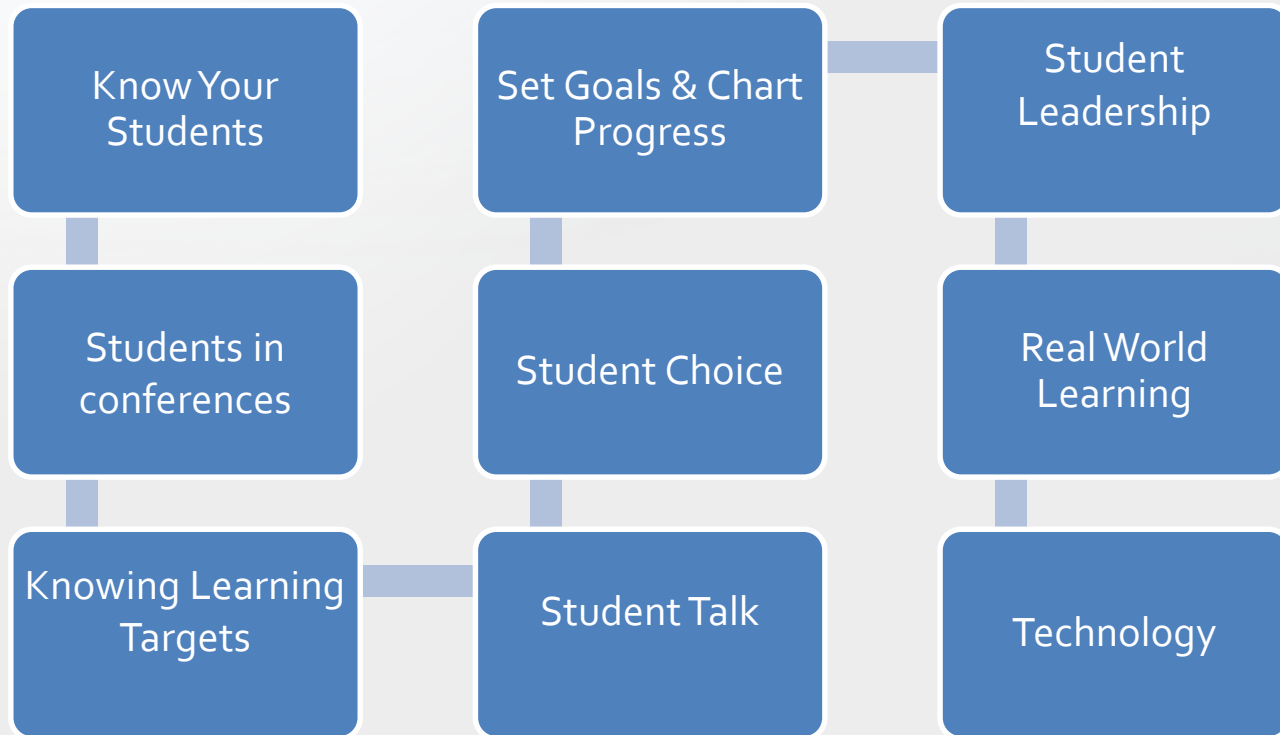 Know Your
Students
Students in
conferences
Knowing Learning
Targets
Student Talk
Student Choice
Set Goals & Chart
Progress
Student
Leadership
Real World
Learning
Technology